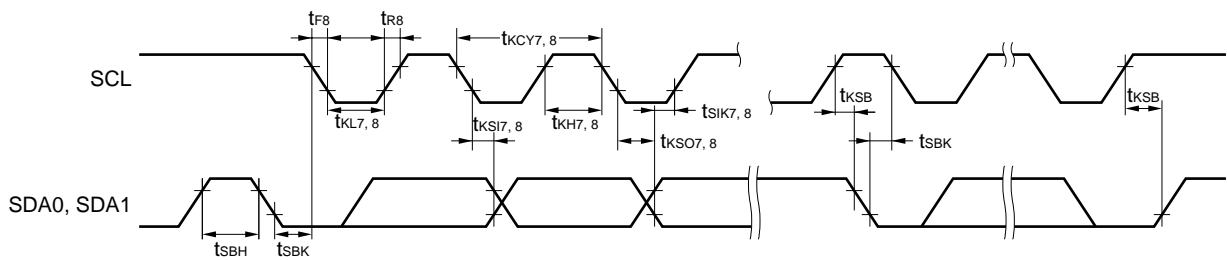 tF8
tR8
tKCY7, 8
SCL
tKL7, 8
tKSI7, 8
tKH7, 8
tSIK7, 8
tKSO7, 8
tKSB
tSBK
tKSB
SDA0, SDA1
tSBH
tSBK